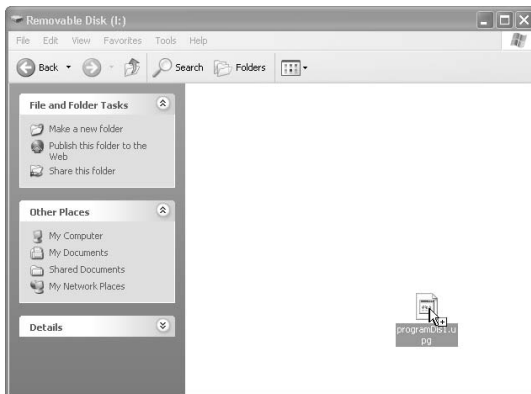 Removable Disk (I:)
File Edit View Favorites Tools Help
Back Search Folders
File and Folder Tasks
Make a new folder
Publish this folder to the
Web
Share this folder
Other Places
My Computer
My Documents
Shared Documents
My Network Places
Details
pg